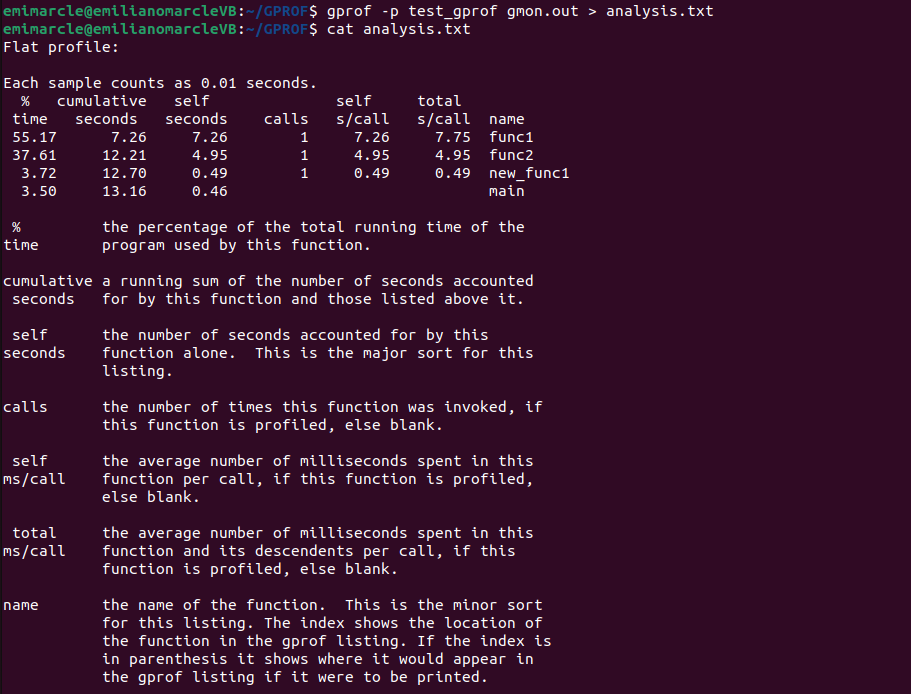 emimarcle@emilianomarcleVB:~/GPROF$ gprof -p test_gprof gmon.out > analysis.txt
emimarcle@emilianomarcleVB:~/GPROF$ cat analysis.txt
Flat profile:

Each sample counts as 0.01 seconds.
  %   cumulative   self              self     total
 time   seconds   seconds    calls   s/call   s/call  name
 55.17      7.26     7.26        1     7.26     7.75  func1
 37.61     12.21     4.95        1     4.95     4.95  func2
  3.72     12.70     0.49        1     0.49     0.49  new_func1
  3.50     13.16     0.46                             main

 %         the percentage of the total running time of the
time       program used by this function.

cumulative a running sum of the number of seconds accounted
 seconds   for by this function and those listed above it.

 self      the number of seconds accounted for by this
seconds    function alone.  This is the major sort for this
           listing.

calls      the number of times this function was invoked, if
           this function is profiled, else blank.

 self      the average number of milliseconds spent in this
ms/call    function per call, if this function is profiled,
           else blank.

 total     the average number of milliseconds spent in this
ms/call    function and its descendents per call, if this
           function is profiled, else blank.

name       the name of the function.  This is the minor sort
           for this listing. The index shows the location of
           the function in the gprof listing. If the index is
           in parenthesis it shows where it would appear in
           the gprof listing if it were to be printed.